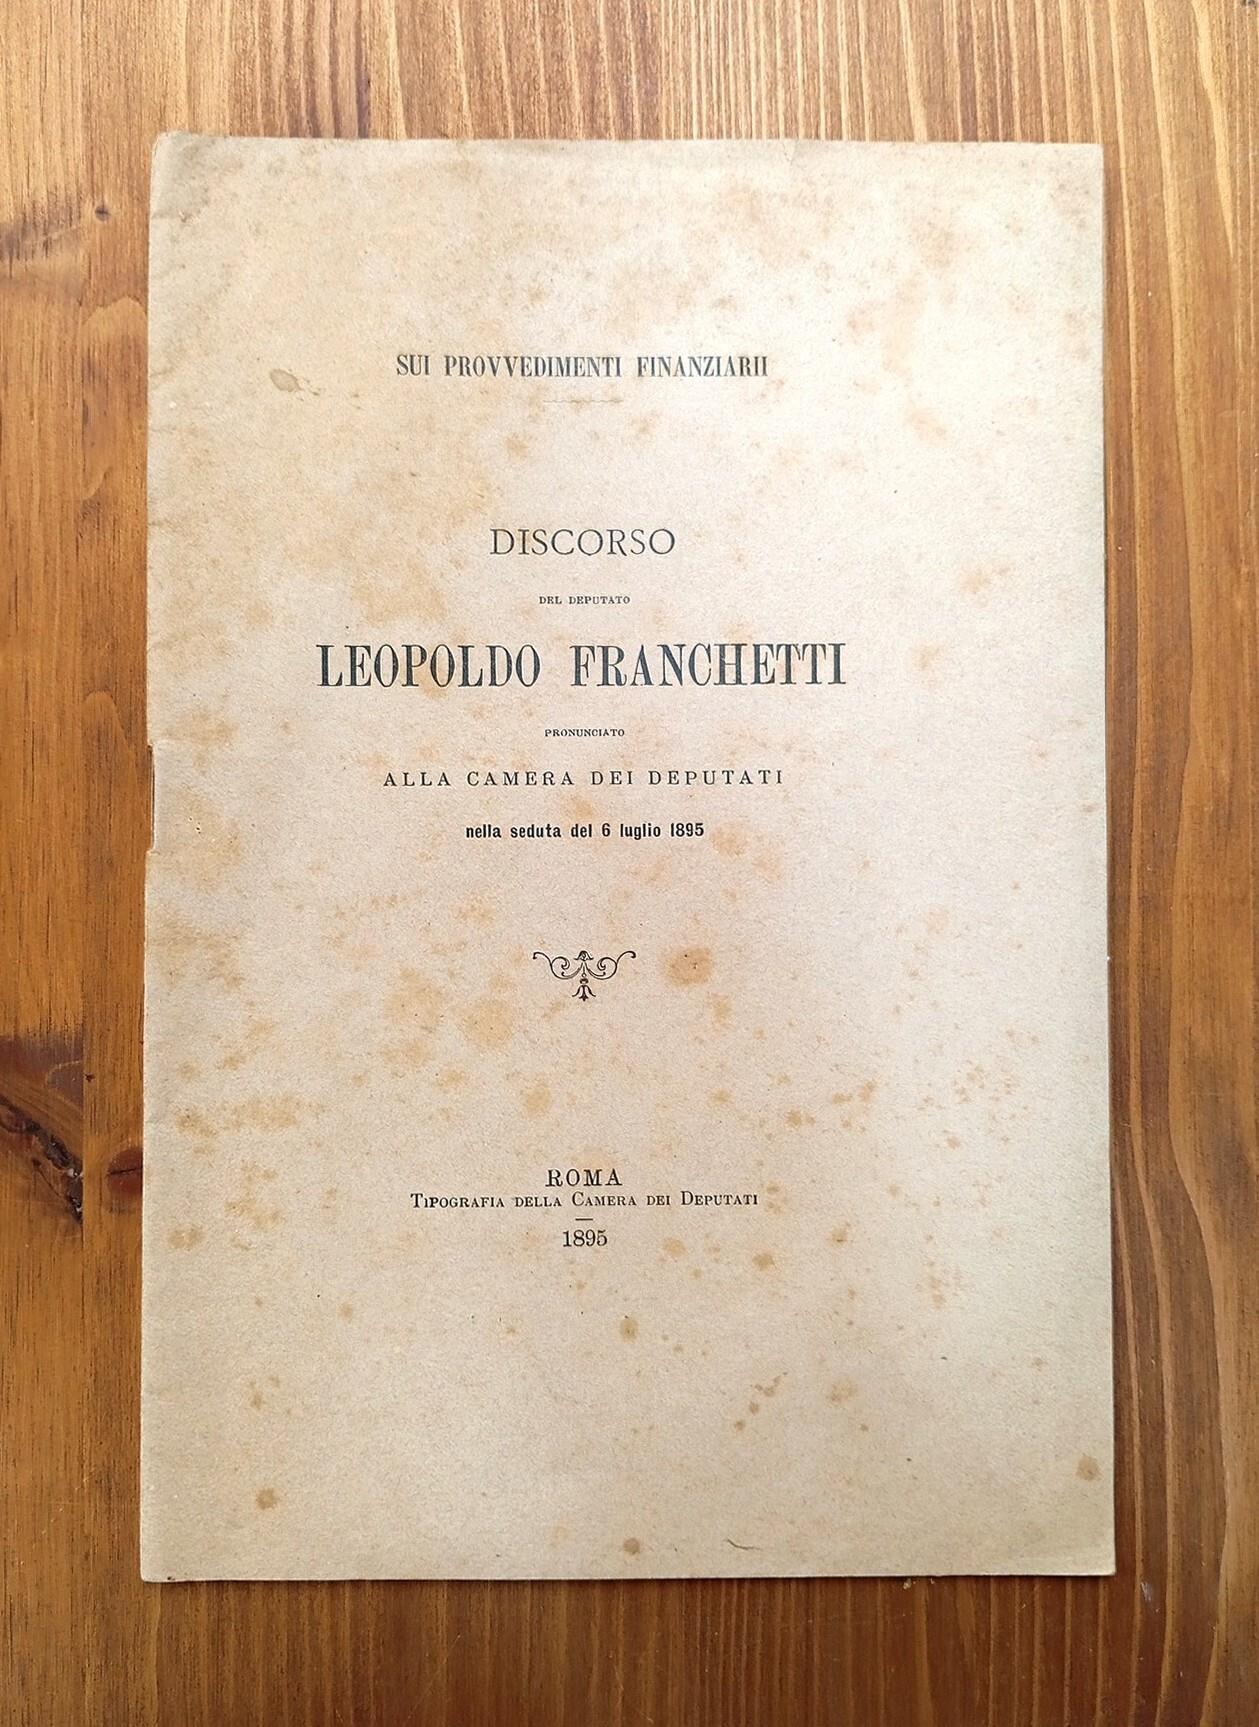 SUI PROVVEDIMENTI FINANZIARII
DISCORSO
DEL DEPUTATO
LEOPOLDO FRANCHETTI
PRONUNCIATO
ALLA CAMERA DEI DEPUTATI
nella seduta del 6 luglio 1895
ROMA
TIPOGRAFIA DELLA CAMERA DEI DEPUTATI
1895